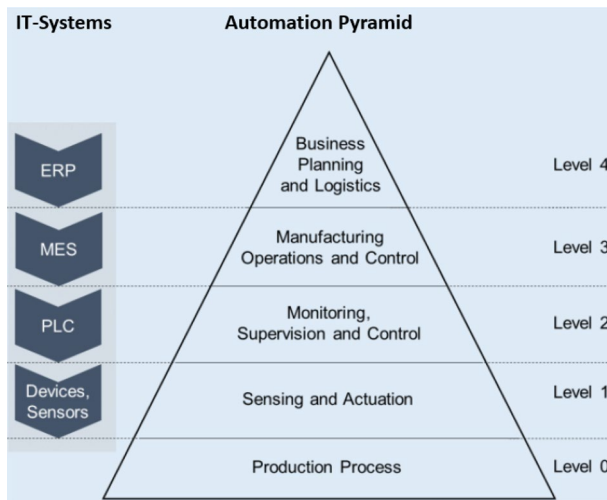 IT-Systems
Automation Pyramid
ERP
Business
Planning
and Logistics
Level 4
MES
Manufacturing
Operations and Control
Level 3
PLC
Monitoring,
Supervision and Control
Level 2
Devices,
Sensors
Sensing and Actuation
Level 1
Production Process
Level 0